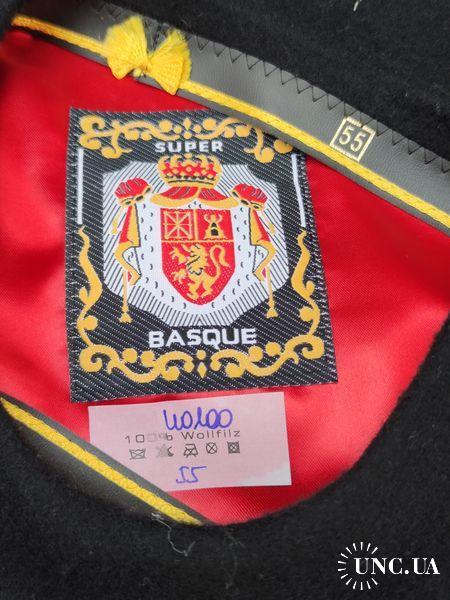 55
SUPER
BASQUE
40100
100% Wollfilz
55
UNC.UA